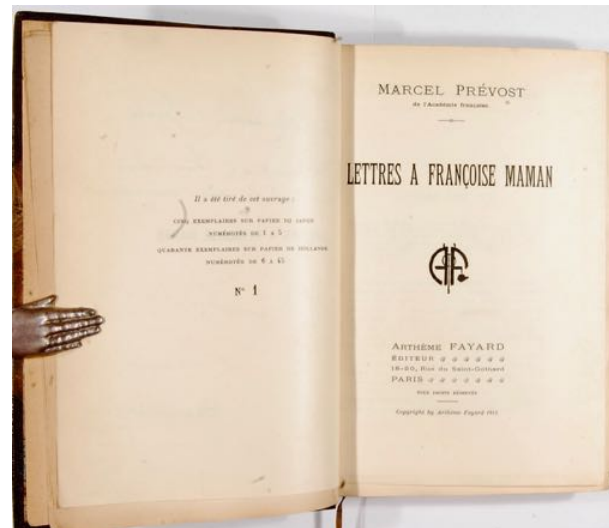 Il a été tiré de cet ouvrage :
CINQ EXEMPLAIRES SUR PAPIER DU JAPON
NUMÉROTÉS DE 1 A 5
QUARANTE EXEMPLAIRES SUR PAPIER DE HOLLANDE
NUMÉROTÉS DE 6 A 45
N° 1
MARCEL PRÉVOST
de l'Académie française
LETTRES A FRANÇOISE MAMAN
ARTHÈME FAYARD
ÉDITEUR
18-20, Rue du Saint-Gothard
PARIS
TOUS DROITS RÉSERVÉS
Copyright by Arthème Fayard